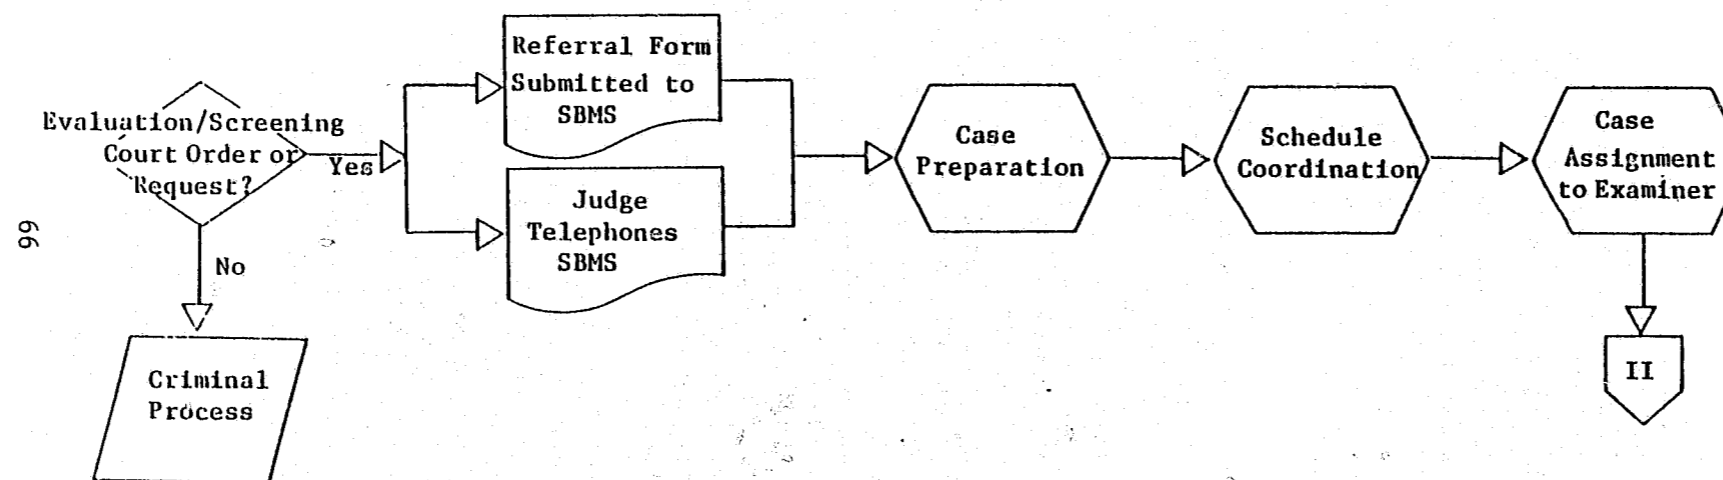 Evaluation/Screening
Court Order or
Request?
Yes
No
Criminal
Process
Referral Form
Submitted to
SBMS
Judge
Telephones
SBMS
Case
Preparation
Schedule
Coordination
Case
Assignment
to Examiner
II
66